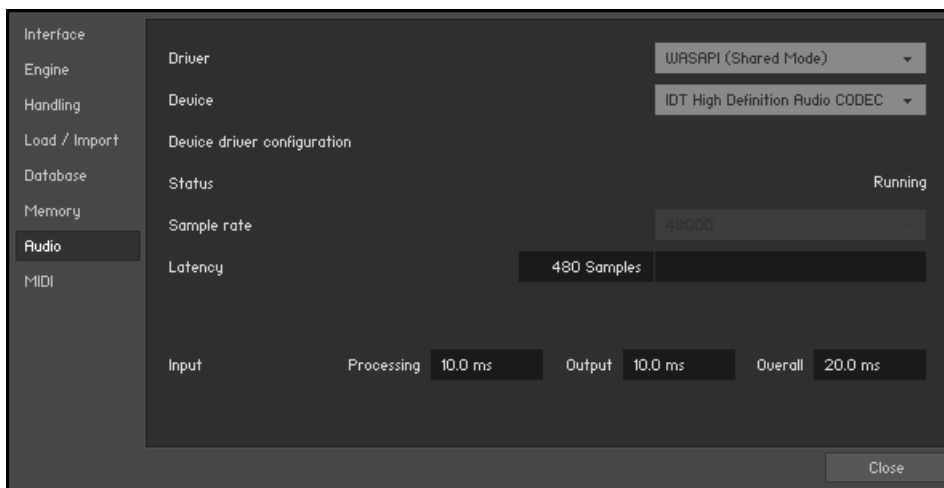 Interface
Engine
Handling
Load / Import
Database
Memory
Audio
MIDI
Driver WASAPI (Shared Mode)
Device IDT High Definition Audio CODEC
Device driver configuration
Status Running
Sample rate 48000
Latency 480 Samples
Input Processing 10.0 ms Output 10.0 ms Overall 20.0 ms
Close